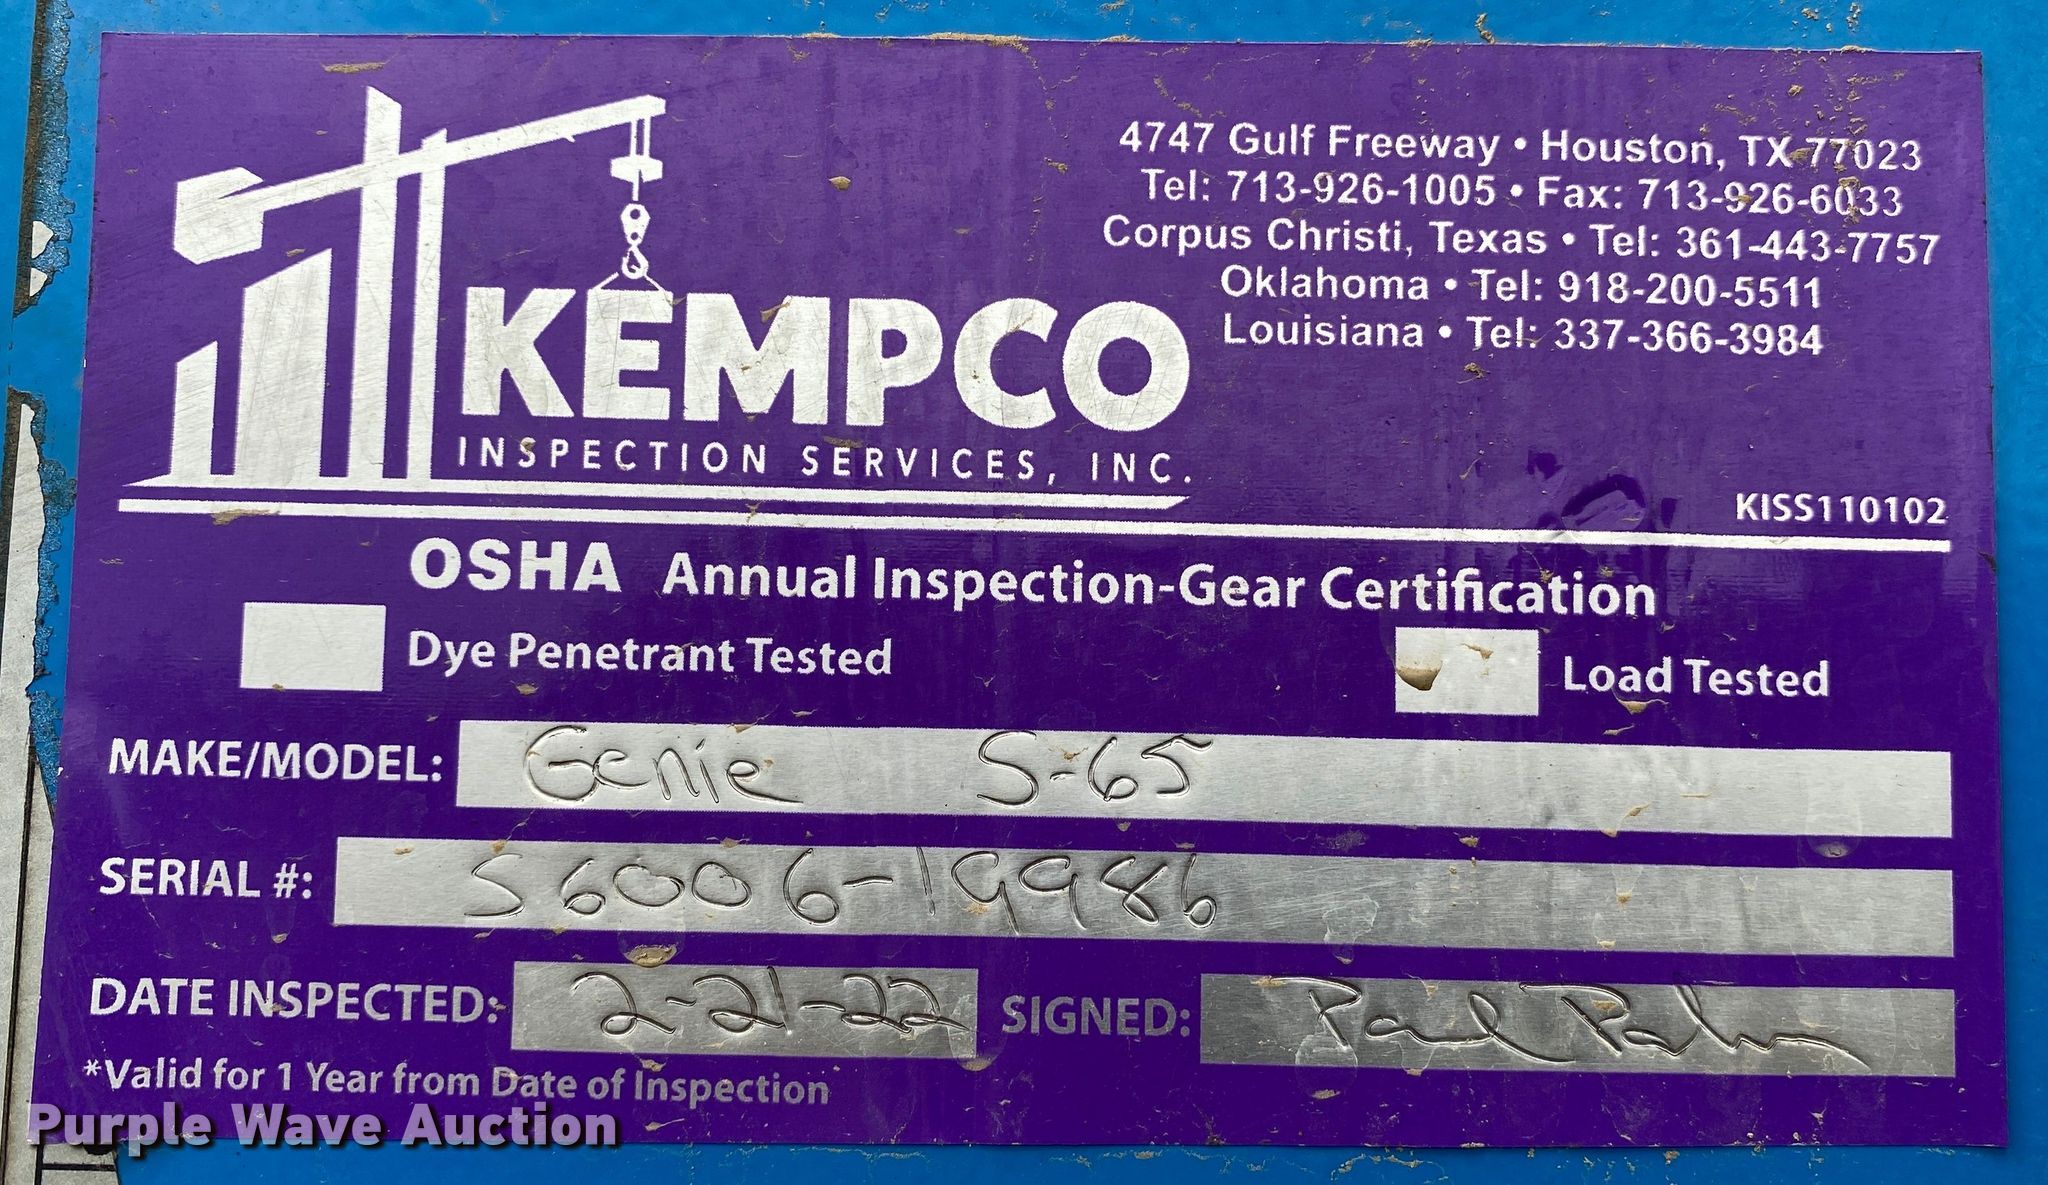 4747 Gulf Freeway • Houston, TX 77023
Tel: 713-926-1005 • Fax: 713-926-6033
Corpus Christi, Texas • Tel: 361-443-7757
Oklahoma • Tel: 918-200-5511
Louisiana • Tel: 337-366-3984
KEMPCO
INSPECTION SERVICES, INC.
KISS110102
OSHA Annual Inspection-Gear Certification
Dye Penetrant Tested Load Tested
MAKE/MODEL: Genie S-65
SERIAL #: S6006-19986
DATE INSPECTED: 2-21-22 SIGNED: Paul
*Valid for 1 Year from Date of Inspection
Purple Wave Auction